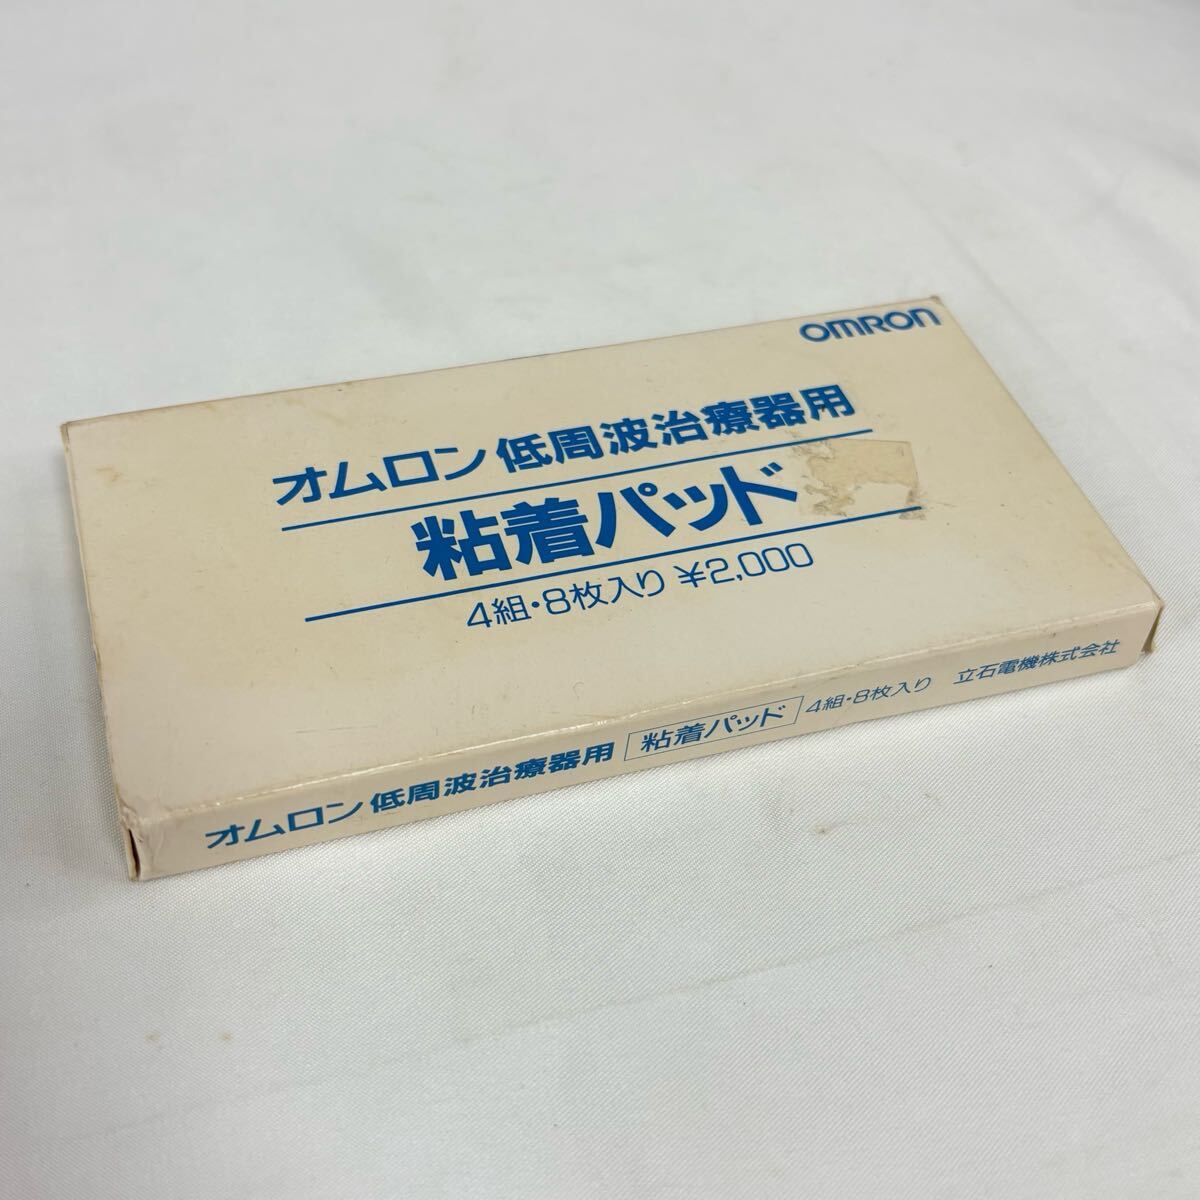 OMRON
オムロン低周波治療器用
粘着パッド
4組・8枚入り ¥2,000
オムロン低周波治療器用 粘着パッド 4組・8枚入り 立石電機株式会社